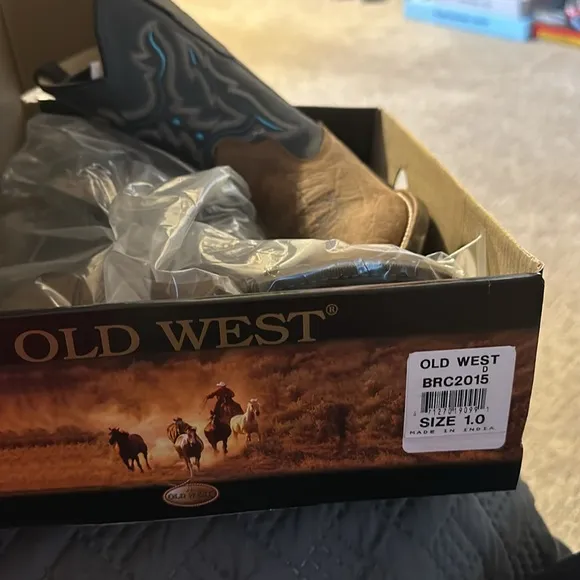 OLD WEST®
OLD WEST
D
BRC2015
SIZE 1.0
MADE IN INDIA
OLD WEST